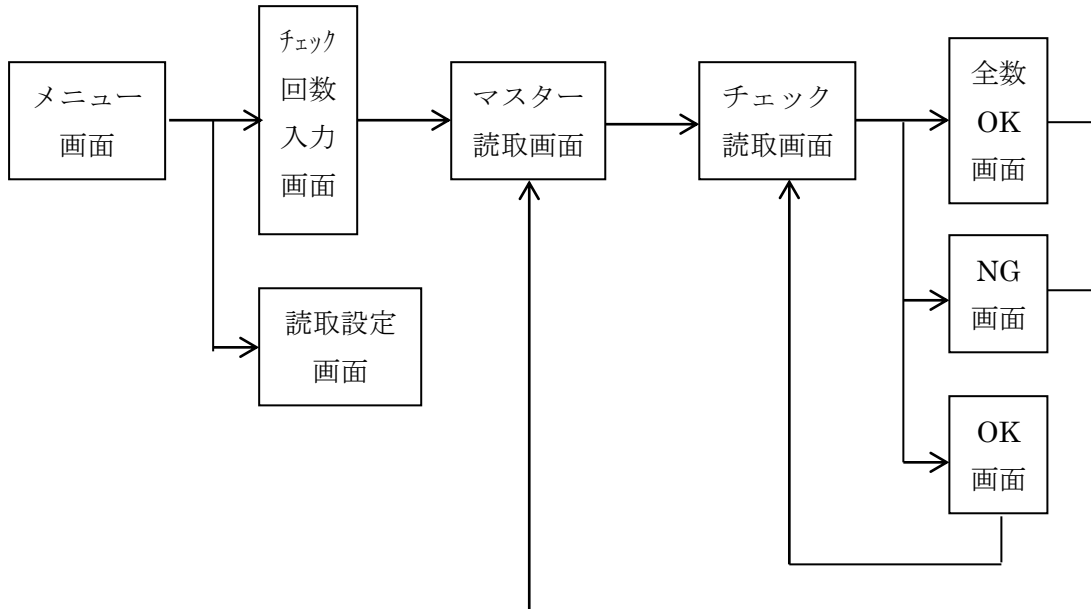 メニュー
画面
ﾁｪｯｸ
回数
入力
画面
マスター
読取画面
チェック
読取画面
全数
OK
画面
NG
画面
読取設定
画面
OK
画面